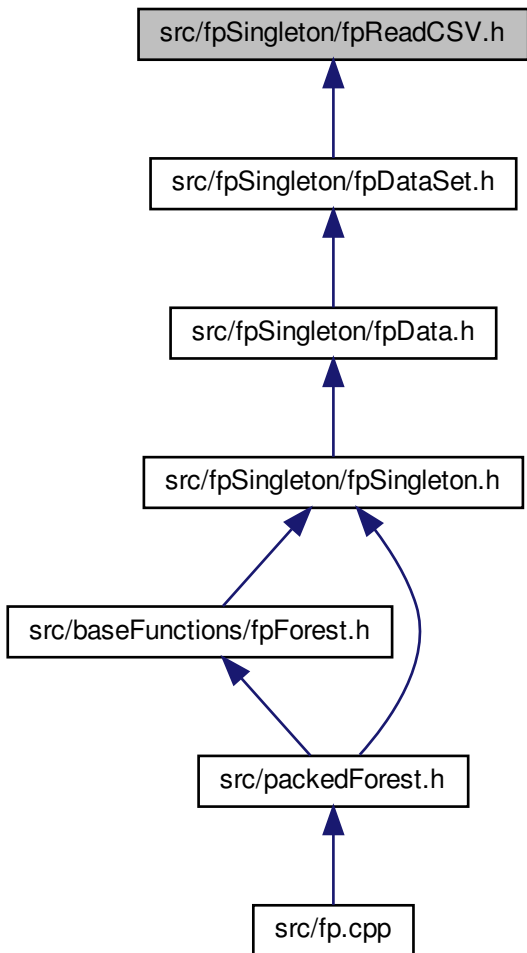 src/fpSingleton/fpReadCSV.h
src/fpSingleton/fpDataSet.h
src/fpSingleton/fpData.h
src/fpSingleton/fpSingleton.h
src/baseFunctions/fpForest.h
src/packedForest.h
src/fp.cpp